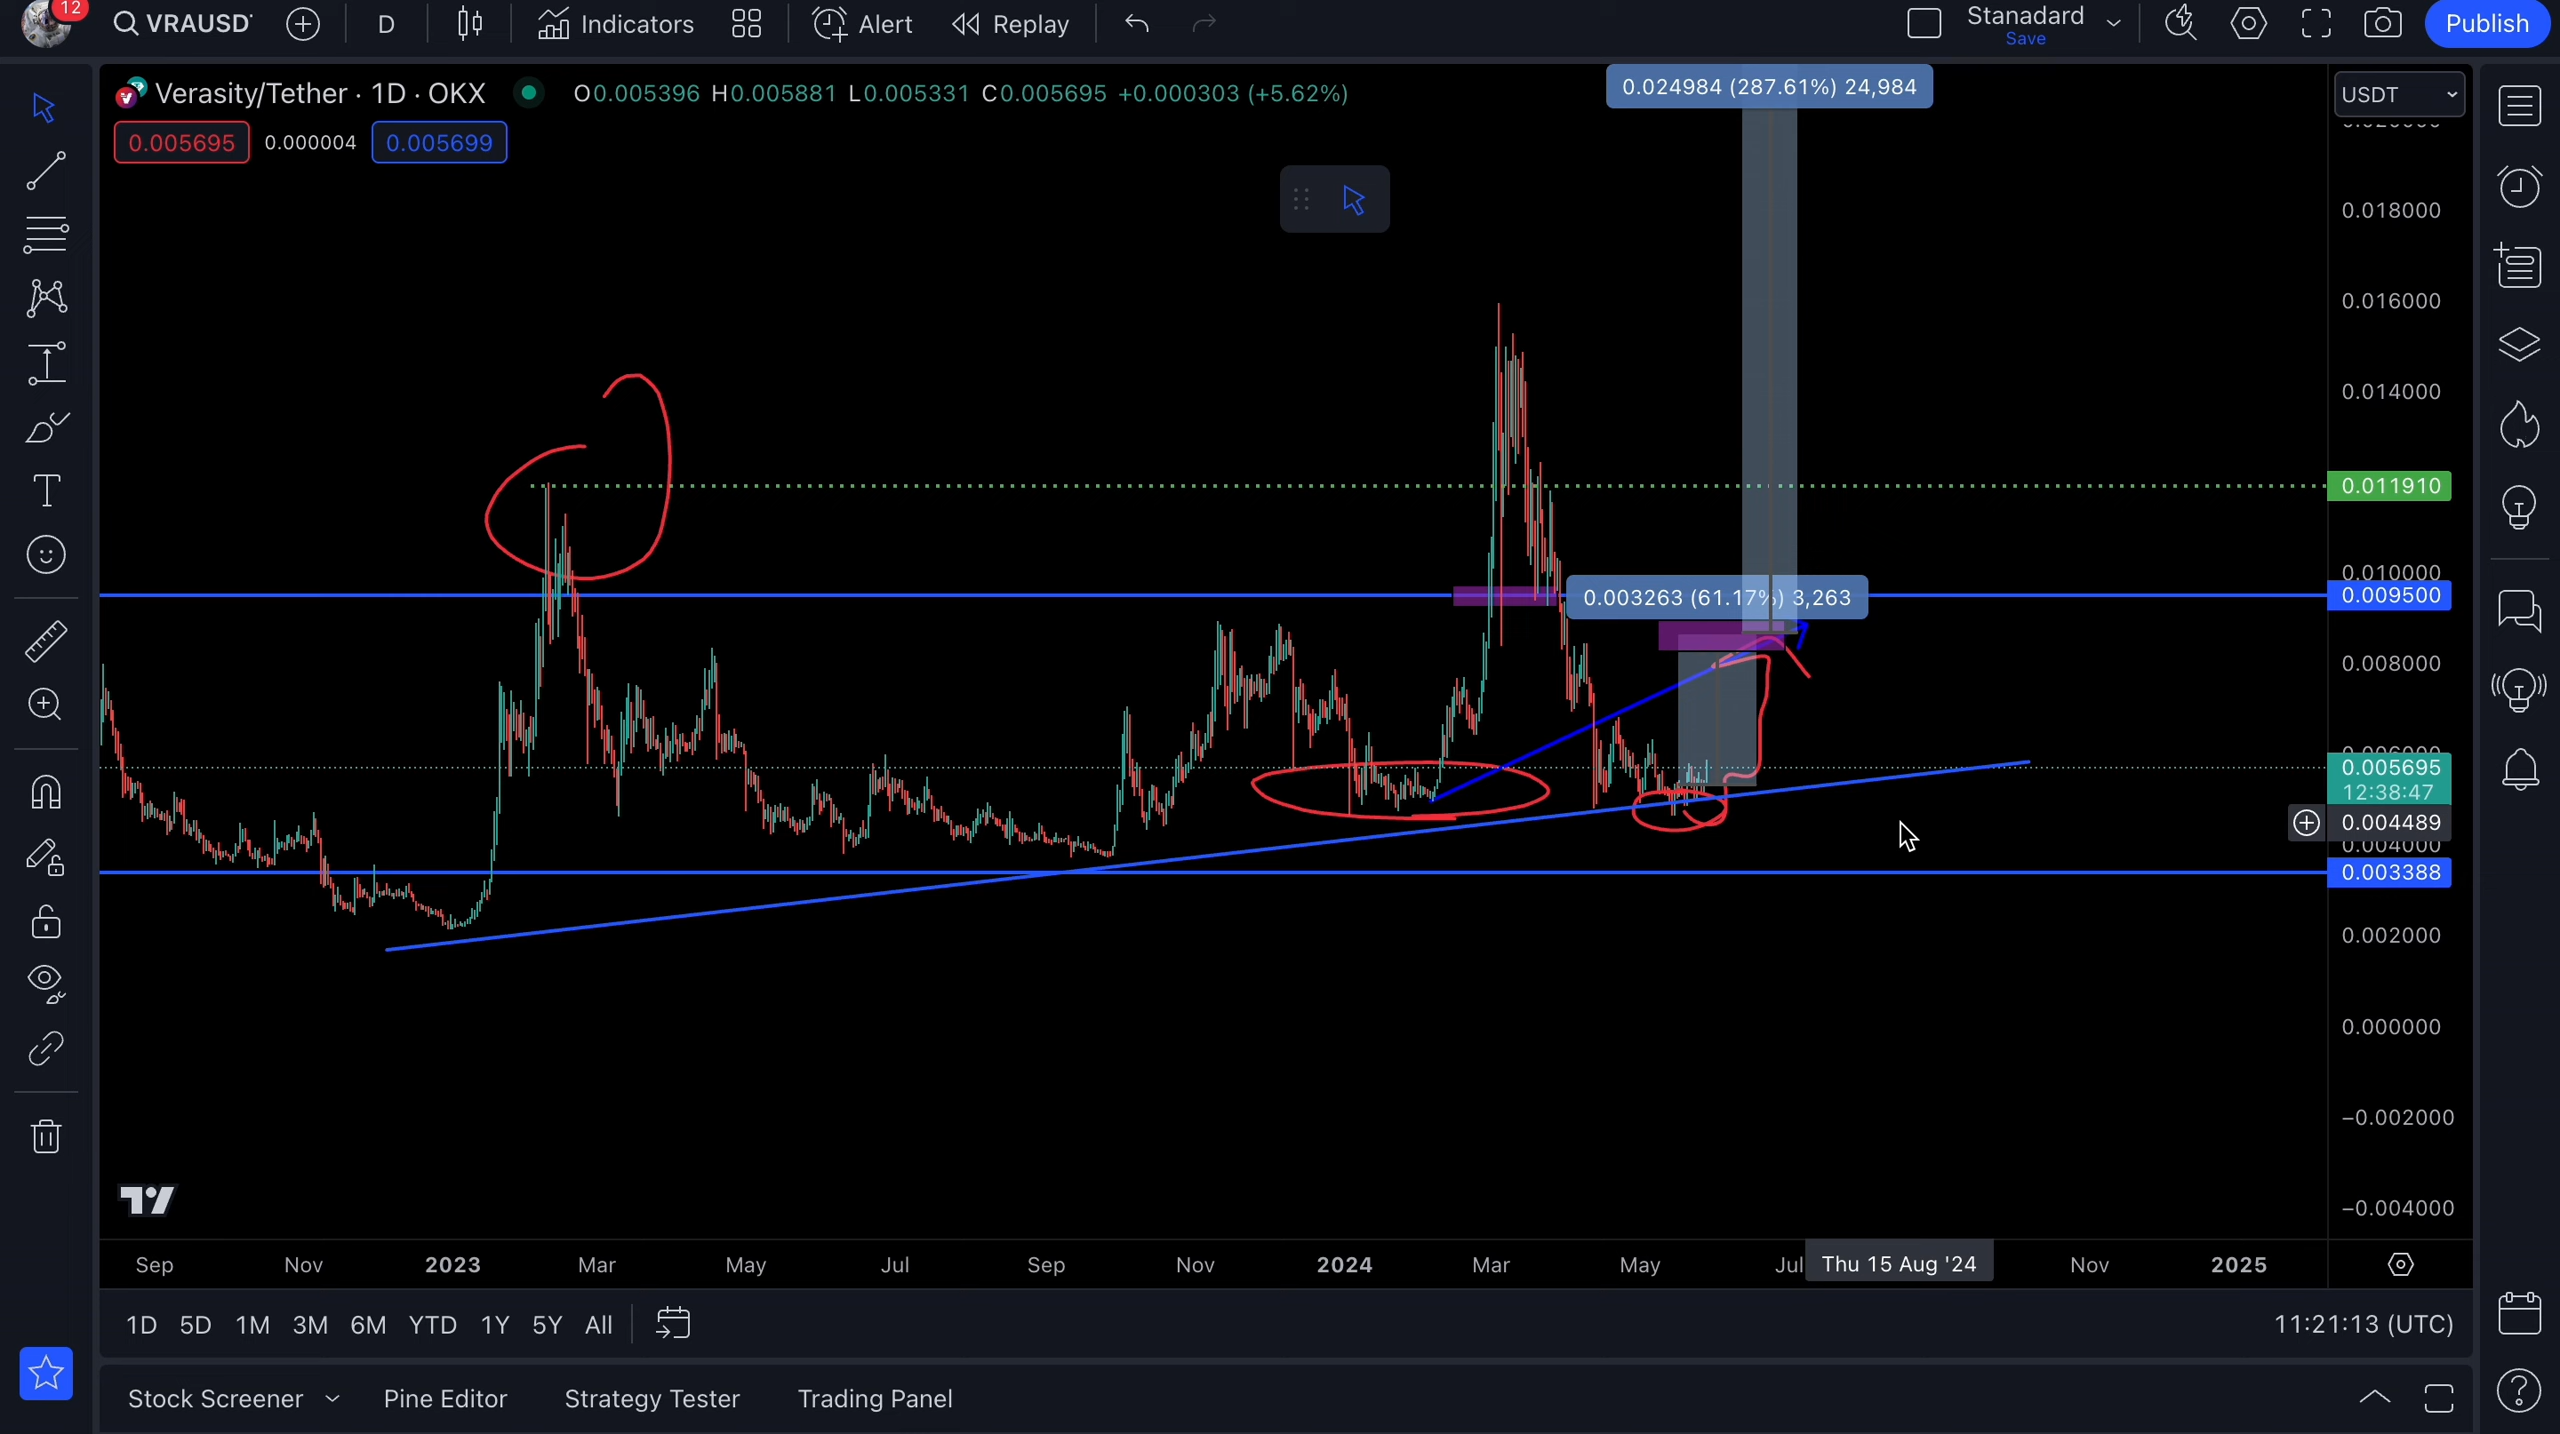 12
VRAUSDT
D
Indicators
Alert
Replay
Stanadard
Save
Publish
Verasity/Tether · 1D · OKX
O0.005396 H0.005881 L0.005331 C0.005695 +0.000303 (+5.62%)
0.005695
0.000004
0.005699
0.024984 (287.61%) 24,984
USDT
0.018000
0.016000
0.014000
0.011910
0.010000
0.009500
0.003263 (61.17%) 3,263
0.008000
0.005695
12:38:47
0.004489
0.004000
0.003388
0.002000
0.000000
−0.002000
−0.004000
Sep
Nov
2023
Mar
May
Jul
Sep
Nov
2024
Mar
May
Jul
Thu 15 Aug '24
Nov
2025
1D 5D 1M 3M 6M YTD 1Y 5Y All
11:21:13 (UTC)
Stock Screener
Pine Editor
Strategy Tester
Trading Panel